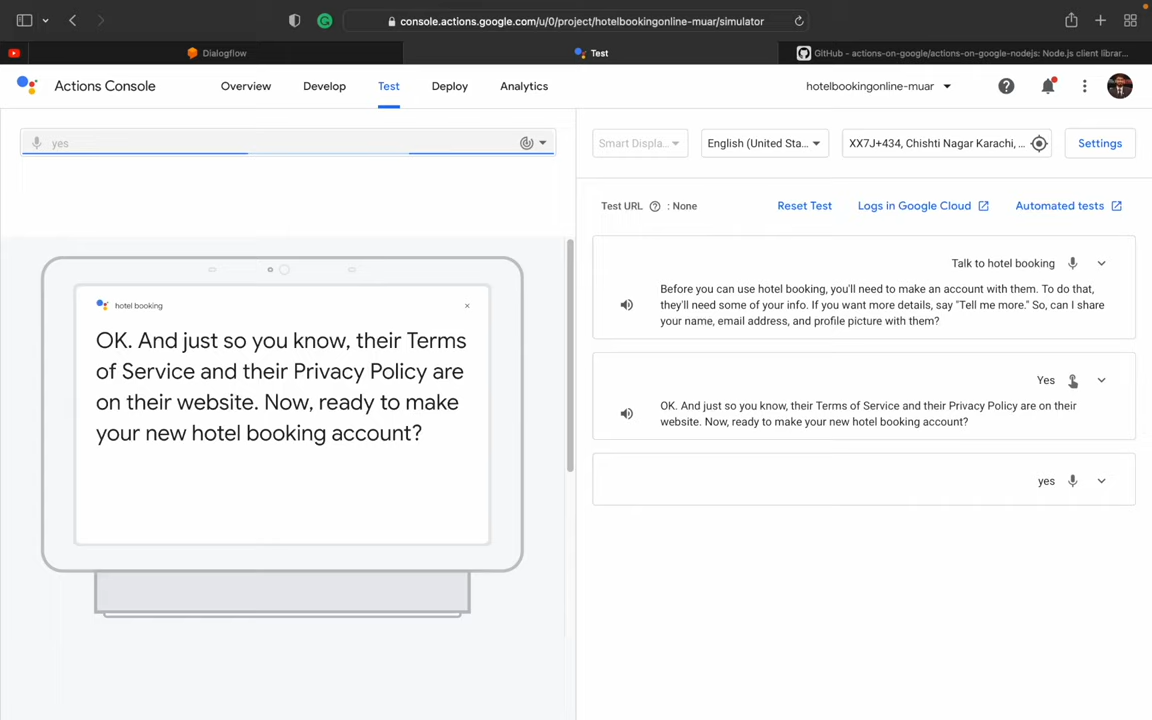 console.actions.google.com/u/0/project/hotelbookingonline-muar/simulator
Dialogflow
Test
GitHub - actions-on-google/actions-on-google-nodejs: Node.js client librar...
Actions Console
Overview
Develop
Test
Deploy
Analytics
hotelbookingonline-muar
yes
Smart Displa...
English (United Sta...
XX7J+434, Chishti Nagar Karachi, ...
Settings
Test URL : None
Reset Test
Logs in Google Cloud
Automated tests
hotel booking
OK. And just so you know, their Terms
of Service and their Privacy Policy are
on their website. Now, ready to make
your new hotel booking account?
Talk to hotel booking
Before you can use hotel booking, you'll need to make an account with them. To do that,
they'll need some of your info. If you want more details, say "Tell me more." So, can I share
your name, email address, and profile picture with them?
Yes
OK. And just so you know, their Terms of Service and their Privacy Policy are on their
website. Now, ready to make your new hotel booking account?
yes